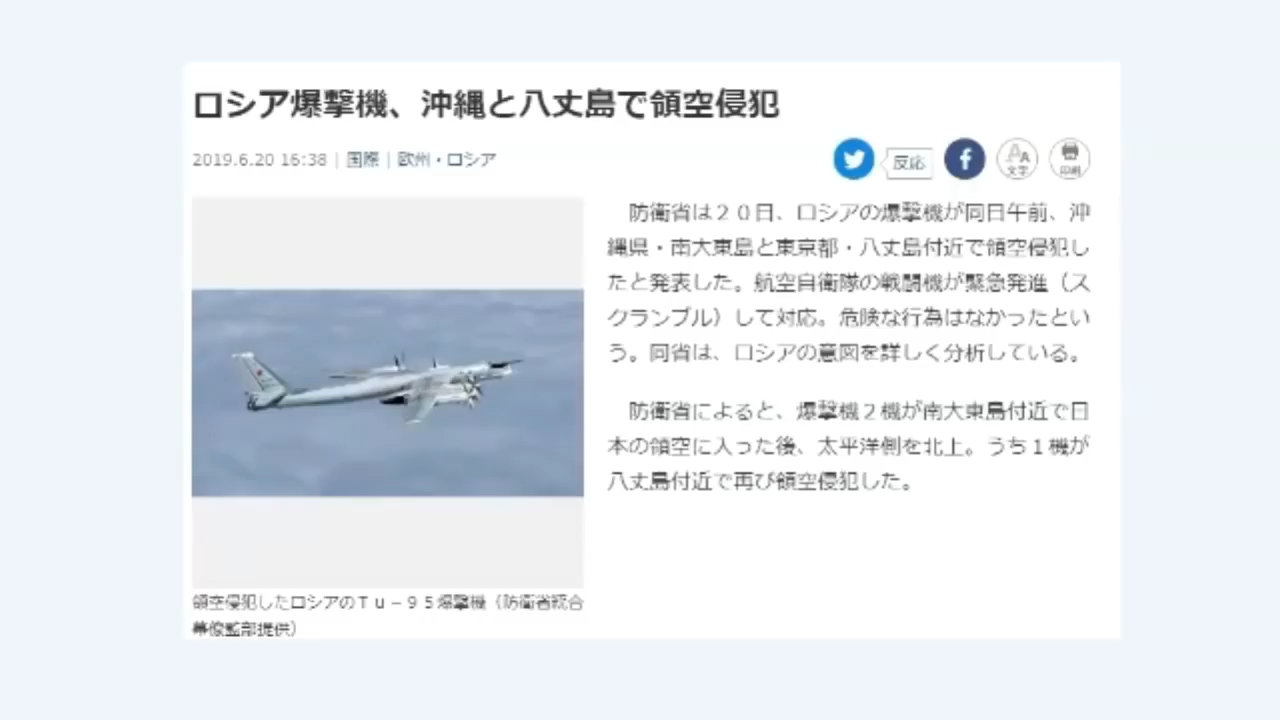 ロシア爆撃機、沖縄と八丈島で領空侵犯
2019.6.20 16:38 | 国際 | 欧州・ロシア
反応
文字
印刷
防衛省は２０日、ロシアの爆撃機が同日午前、沖
縄県・南大東島と東京都・八丈島付近で領空侵犯し
たと発表した。航空自衛隊の戦闘機が緊急発進（ス
クランブル）して対応。危険な行為はなかったとい
う。同省は、ロシアの意図を詳しく分析している。
防衛省によると、爆撃機２機が南大東島付近で日
本の領空に入った後、太平洋側を北上。うち１機が
八丈島付近で再び領空侵犯した。
領空侵犯したロシアのＴｕ－９５爆撃機（防衛省統合
幕僚監部提供）